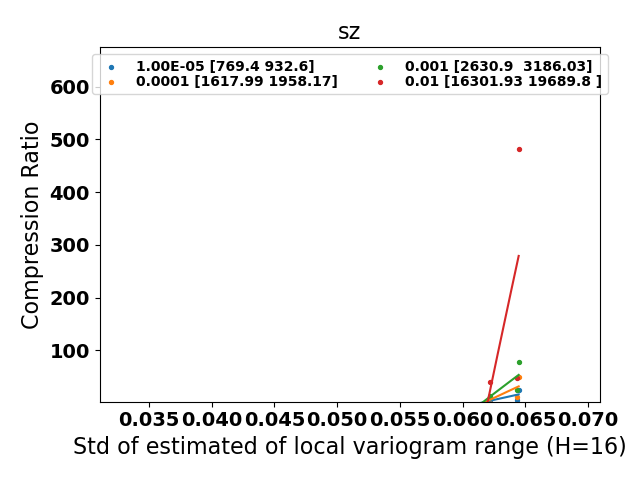 sz
1.00E-05 [769.4 932.6]
0.0001 [1617.99 1958.17]
0.001 [2630.9  3186.03]
0.01 [16301.93 19689.8 ]
Compression Ratio
600
500
400
300
200
100
0.035 0.040 0.045 0.050 0.055 0.060 0.065 0.070
Std of estimated of local variogram range (H=16)